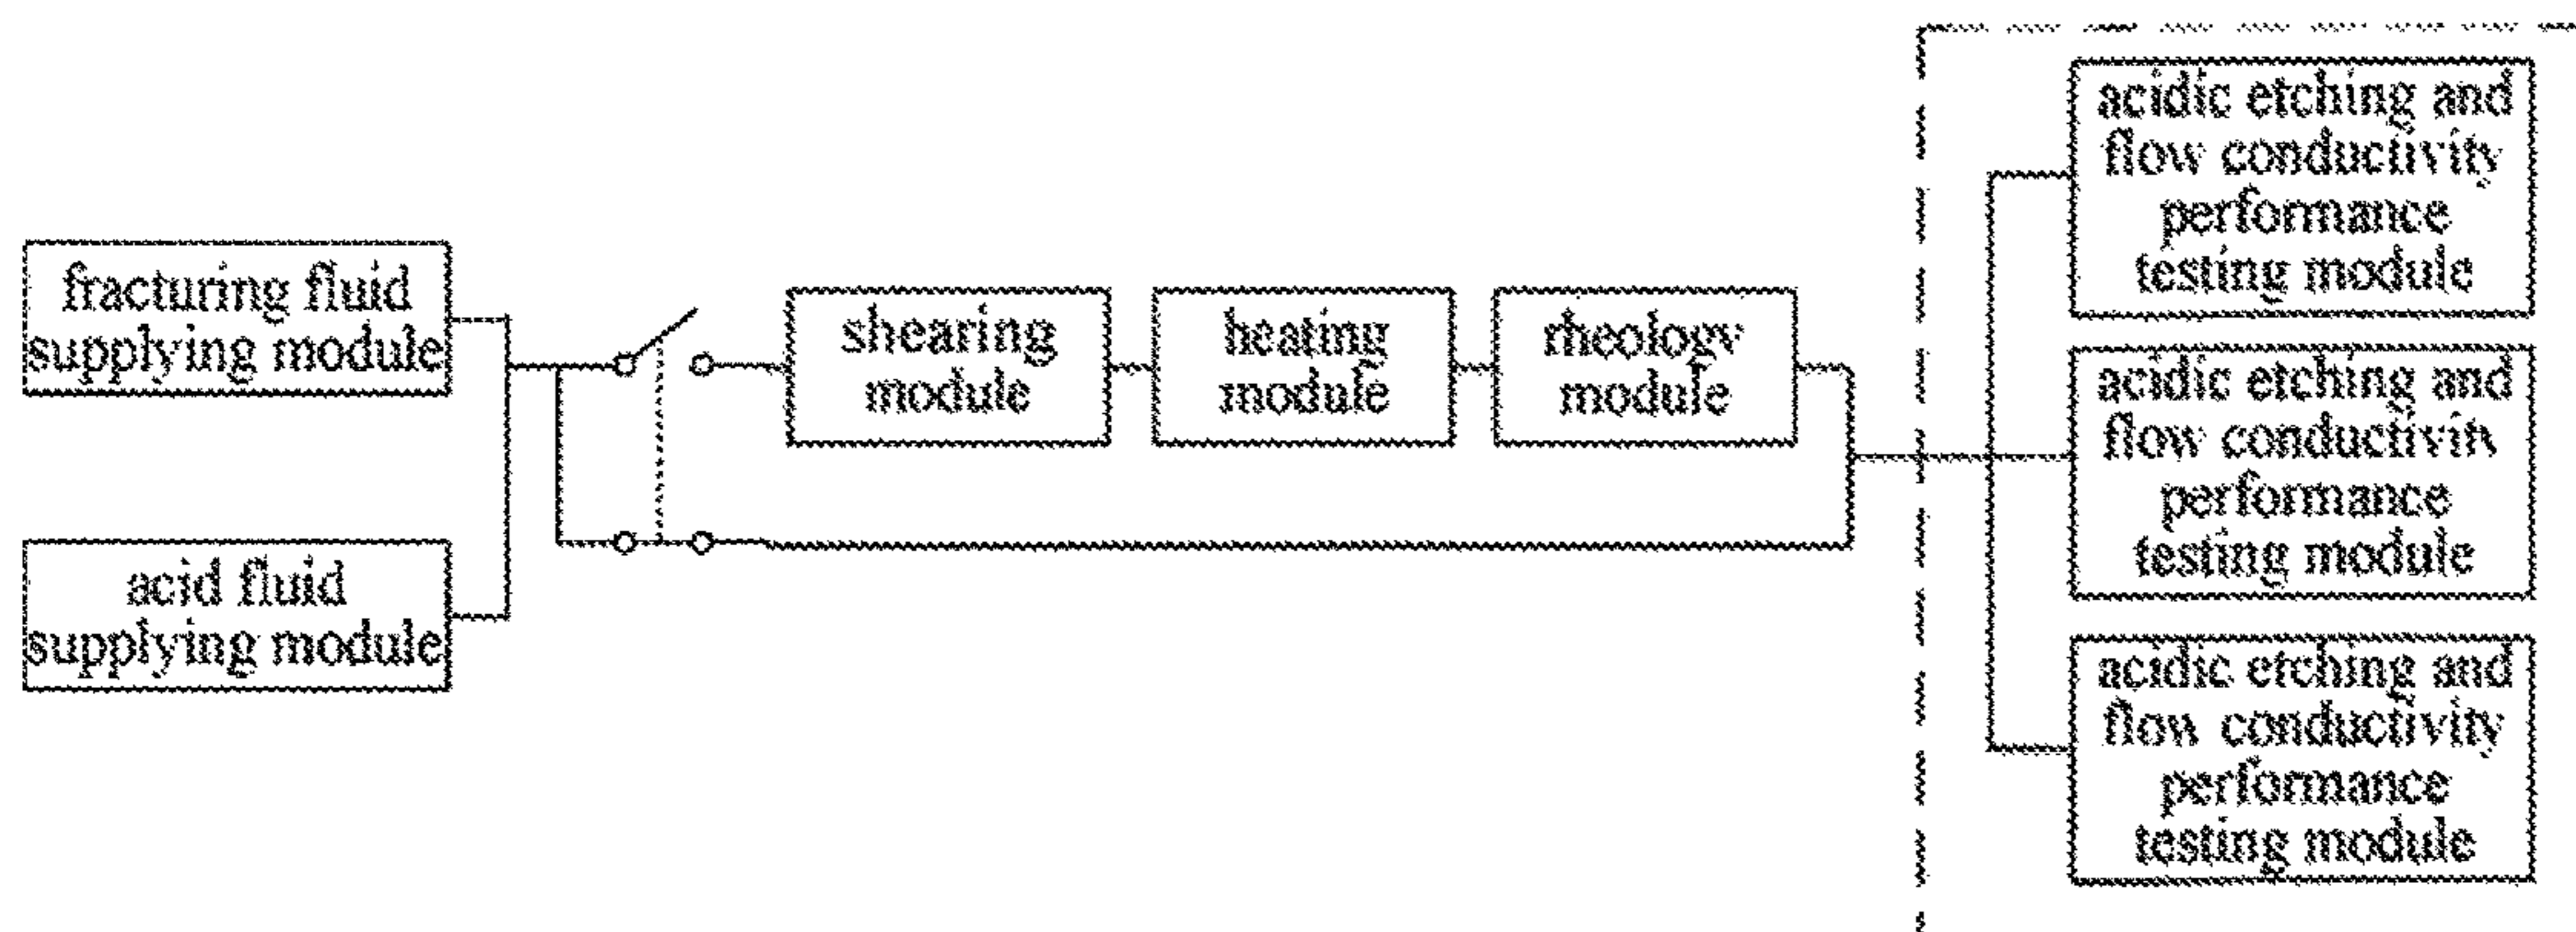 fracturing fluid
supplying module
acid fluid
supplying module
shearing
module
heating
module
rheology
module
acidic etching and
flow conductivity
performance
testing module
acidic etching and
flow conductivity
performance
testing module
acidic etching and
flow conductivity
performance
testing module